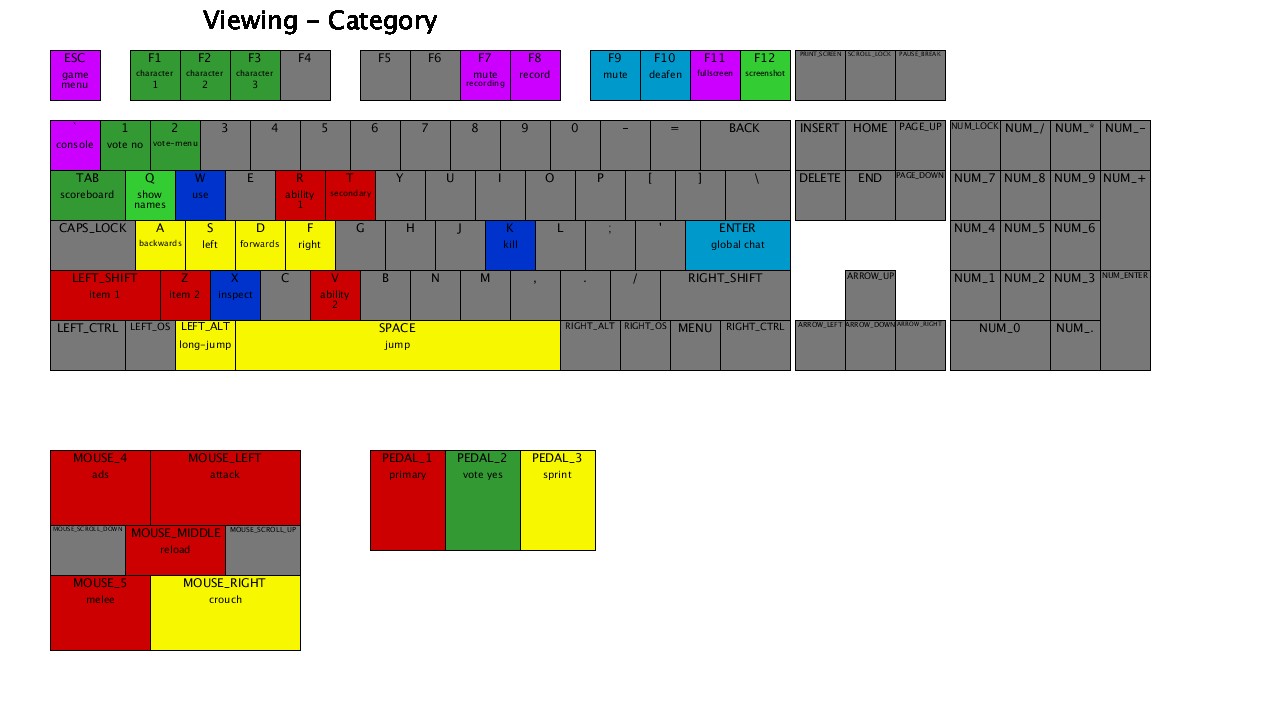 Viewing - Category
ESC F1 F2 F3 F4 F5 F6 F7 F8 F9 F10 F11 F12 PRINT_SCREEN SCROLL_LOCK PAUSE_BREAK
game menu character 1 character 2 character 3 mute recording record mute deafen fullscreen screenshot
` 1 2 3 4 5 6 7 8 9 0 - = BACK INSERT HOME PAGE_UP NUM_LOCK NUM_/ NUM_* NUM_-
console vote no vote-menu
TAB Q W E R T Y U I O P [ ] \ DELETE END PAGE_DOWN NUM_7 NUM_8 NUM_9 NUM_+
scoreboard show names use ability 1 secondary
CAPS_LOCK A S D F G H J K L ; ' ENTER NUM_4 NUM_5 NUM_6
backwards left forwards right kill global chat
LEFT_SHIFT Z X C V B N M , . / RIGHT_SHIFT ARROW_UP NUM_1 NUM_2 NUM_3 NUM_ENTER
item 1 item 2 inspect ability 2
LEFT_CTRL LEFT_OS LEFT_ALT SPACE RIGHT_ALT RIGHT_OS MENU RIGHT_CTRL ARROW_LEFT ARROW_DOWN ARROW_RIGHT NUM_0 NUM_.
long-jump jump
MOUSE_4 MOUSE_LEFT PEDAL_1 PEDAL_2 PEDAL_3
ads attack primary vote yes sprint
MOUSE_SCROLL_DOWN MOUSE_MIDDLE MOUSE_SCROLL_UP
reload
MOUSE_5 MOUSE_RIGHT
melee crouch